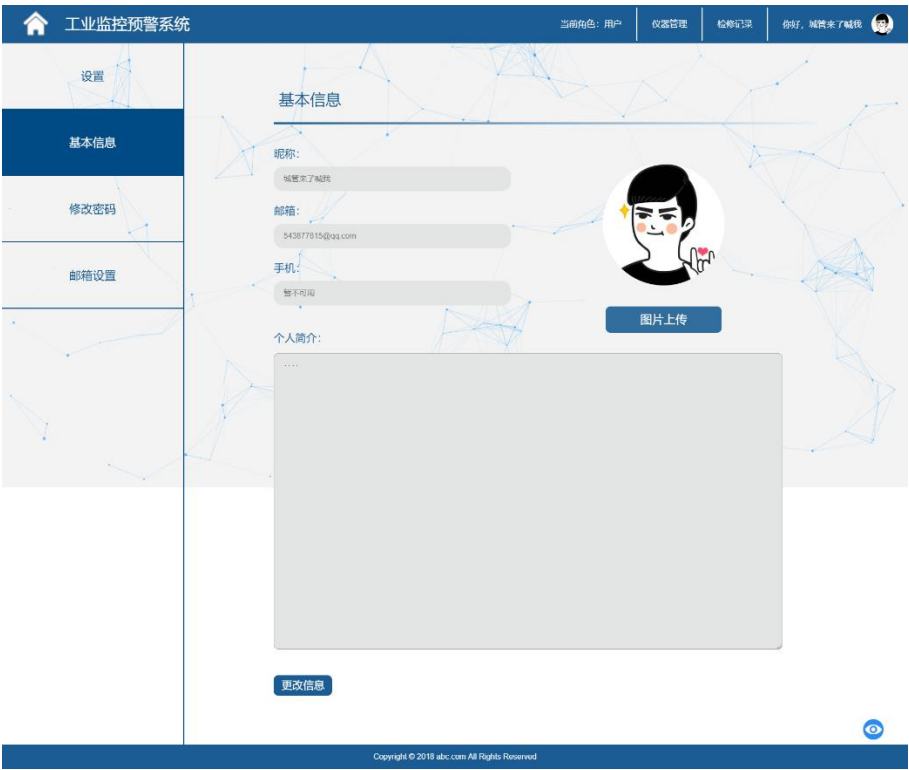 工业监控预警系统
当前角色：用户
仪器管理
检修记录
你好，城管来了喊我
设置
基本信息
修改密码
邮箱设置
基本信息
昵称：
城管来了喊我
邮箱：
543877815@qq.com
手机：
暂不可用
图片上传
个人简介：
....
更改信息
Copyright © 2018 abc.com All Rights Reserved